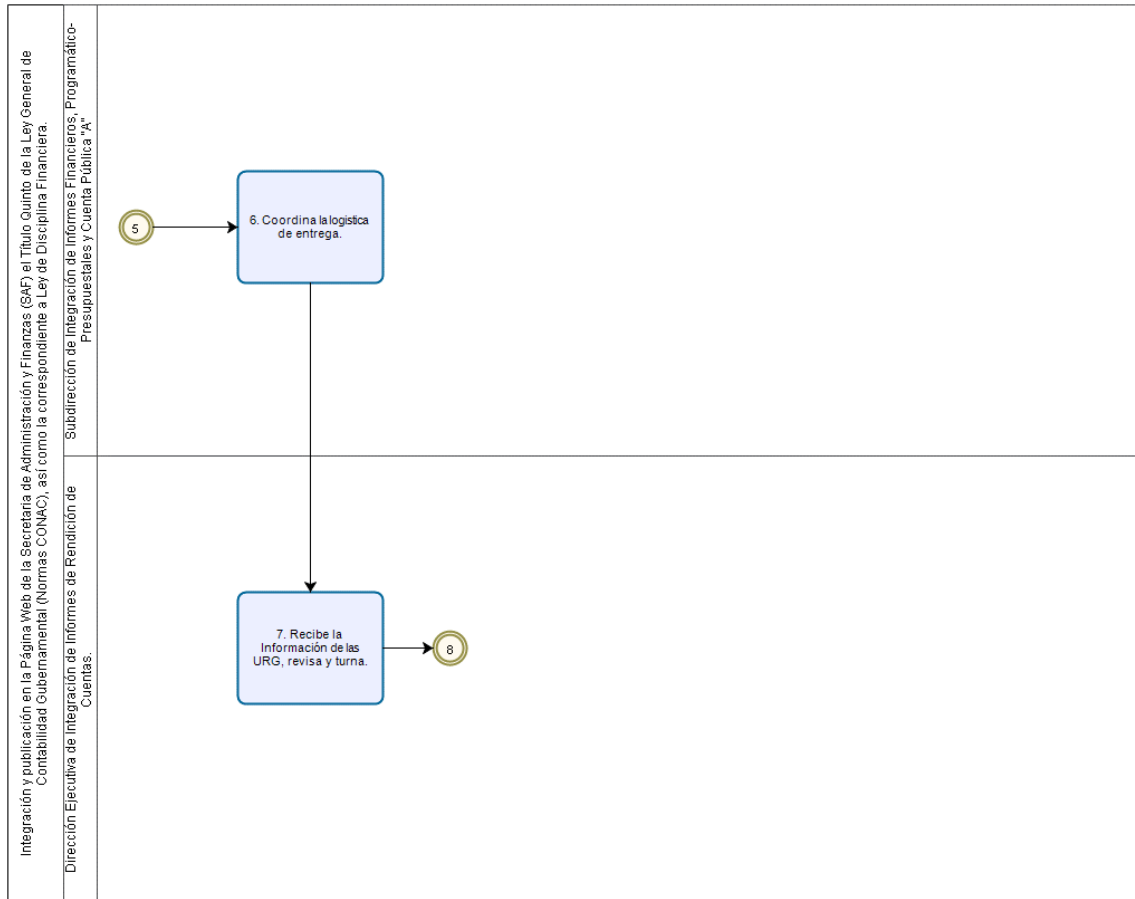 Integración y publicación en la Página Web de la Secretaria de Administración y Finanzas (SAF) el Título Quinto de la Ley General de
Contabilidad Gubernamental (Normas CONAC), así como la correspondiente a Ley de Disciplina Financiera.
Subdirección de Integración de Informes Financieros, Programático-
Presupuestales y Cuenta Pública "A"
5
6. Coordina la logistica
de entrega.
Dirección Ejecutiva de Integración de Informes de Rendición de
Cuentas.
7. Recibe la
Información de las
URG, revisa y turna.
8